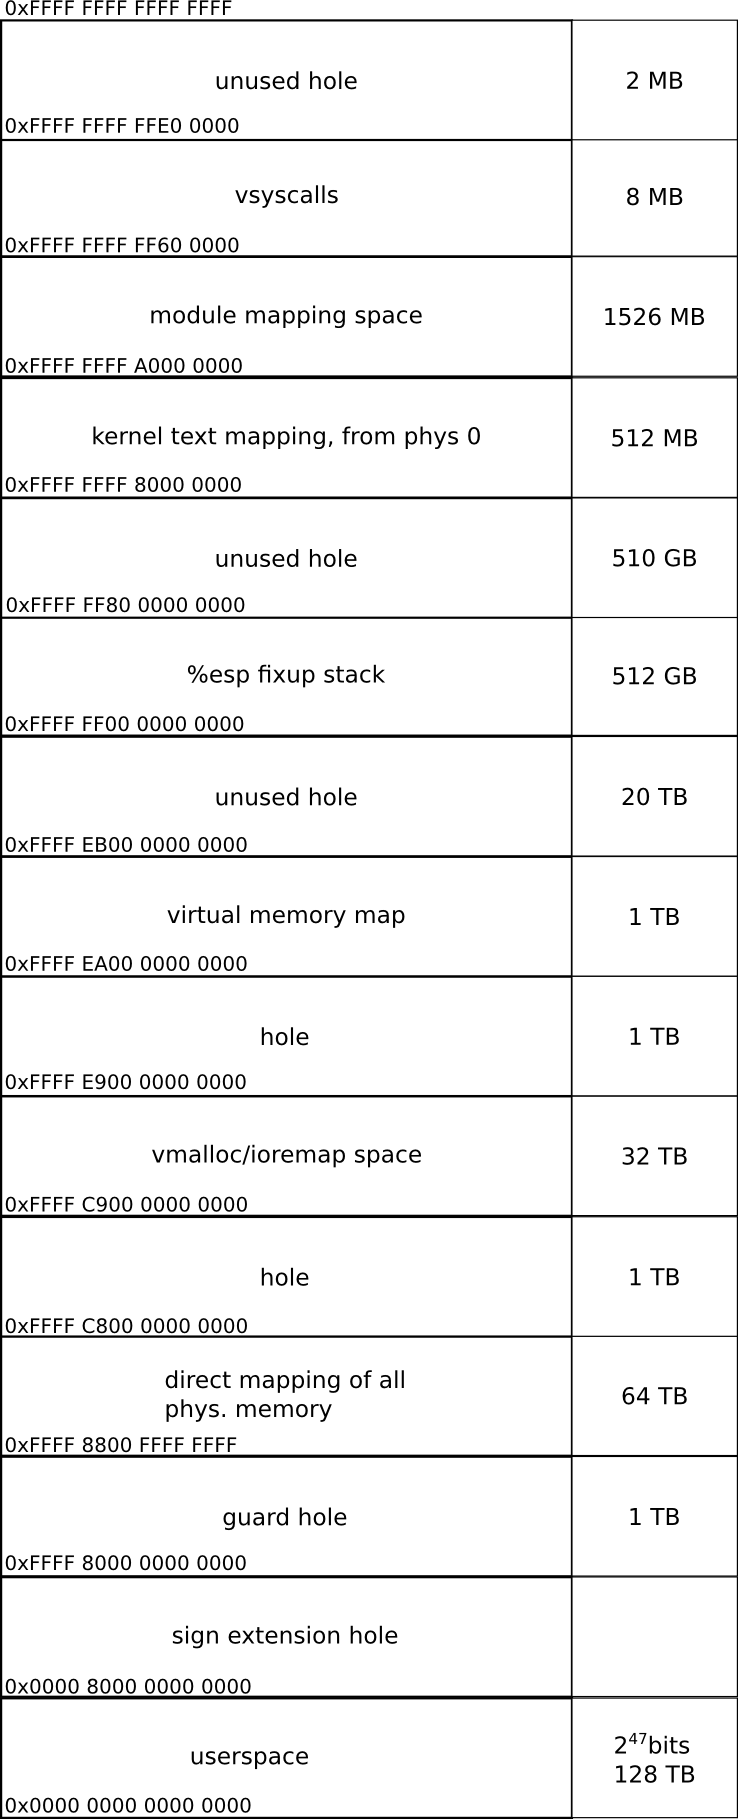 0xFFFF FFFF FFFF FFFF
unused hole
2 MB
0xFFFF FFFF FFE0 0000
vsyscalls
8 MB
0xFFFF FFFF FF60 0000
module mapping space
1526 MB
0xFFFF FFFF A000 0000
kernel text mapping, from phys 0
512 MB
0xFFFF FFFF 8000 0000
unused hole
510 GB
0xFFFF FF80 0000 0000
%esp fixup stack
512 GB
0xFFFF FF00 0000 0000
unused hole
20 TB
0xFFFF EB00 0000 0000
virtual memory map
1 TB
0xFFFF EA00 0000 0000
hole
1 TB
0xFFFF E900 0000 0000
vmalloc/ioremap space
32 TB
0xFFFF C900 0000 0000
hole
1 TB
0xFFFF C800 0000 0000
direct mapping of all
phys. memory
64 TB
0xFFFF 8800 FFFF FFFF
guard hole
1 TB
0xFFFF 8000 0000 0000
sign extension hole
0x0000 8000 0000 0000
userspace
2⁴⁷bits
128 TB
0x0000 0000 0000 0000